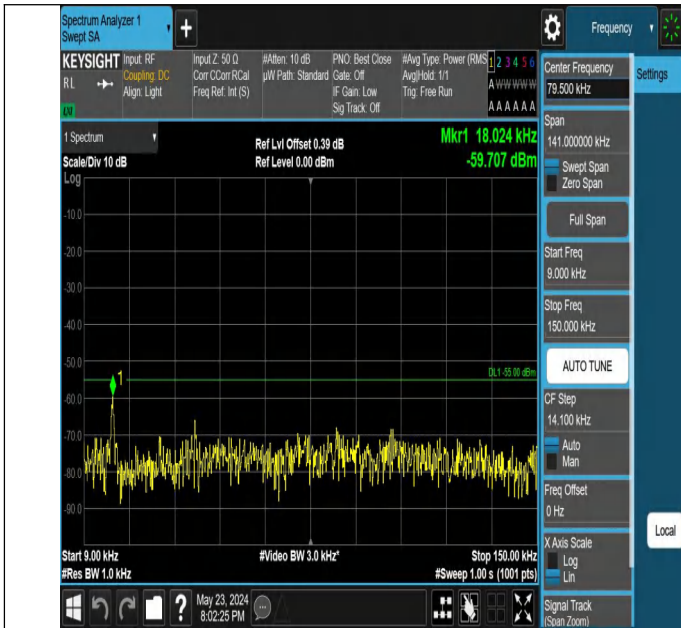 Spectrum Analyzer 1
Swept SA
+
Frequency
KEYSIGHT
RL
Input: RF
Coupling: DC
Align: Light
Input Z: 50 Ω
Corr CCorr RCal
Freq Ref: Int (S)
#Atten: 10 dB
µW Path: Standard
PNO: Best Close
Gate: Off
IF Gain: Low
Sig Track: Off
#Avg Type: Power (RMS
Avg|Hold: 1/1
Trig: Free Run
1 2 3 4 5 6
A W W W W W
A A A A A A
1 Spectrum
Scale/Div 10 dB
Log
Ref Lvl Offset 0.39 dB
Ref Level 0.00 dBm
Mkr1 18.024 kHz
-59.707 dBm
-10.0
-20.0
-30.0
-40.0
-50.0
-60.0
-70.0
-80.0
-90.0
1
DL1 -55.00 dBm
Start 9.00 kHz
#Res BW 1.0 kHz
#Video BW 3.0 kHz*
Stop 150.00 kHz
#Sweep 1.00 s (1001 pts)
?
May 23, 2024
8:02:25 PM
Center Frequency
79.500 kHz
Settings
Span
141.000000 kHz
Swept Span
Zero Span
Full Span
Start Freq
9.000 kHz
Stop Freq
150.000 kHz
AUTO TUNE
CF Step
14.100 kHz
Auto
Man
Freq Offset
0 Hz
X Axis Scale
Log
Lin
Local
Signal Track
(Span Zoom)